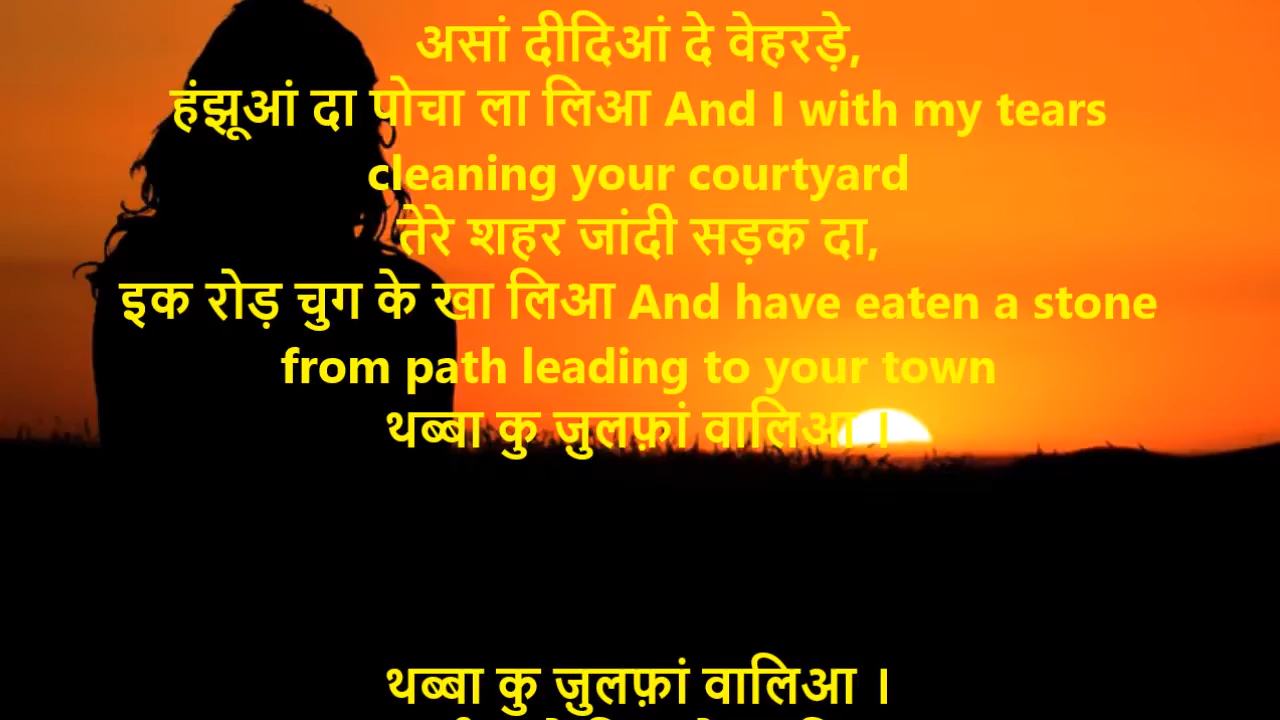 असां दीदिआं दे वेहरड़े,
हंझूआं दा पोचा ला लिआ And I with my tears
cleaning your courtyard
तेरे शहर जांदी सड़क दा,
इक रोड़ चुग के खा लिआ And have eaten a stone
from path leading to your town
थब्बा कु ज़ुलफ़ां वालिआ ।
थब्बा कु ज़ुलफ़ां वालिआ ।